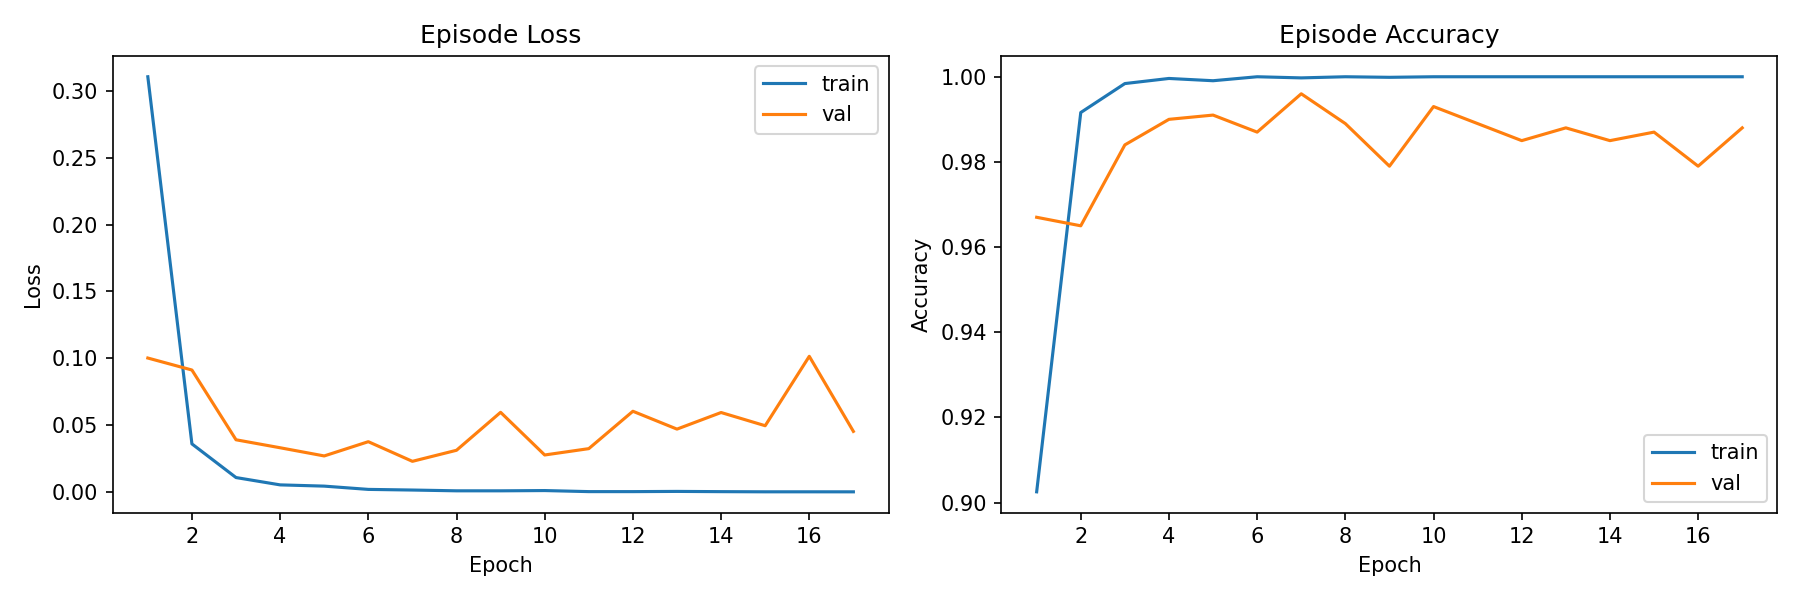 Episode Loss
train
val
0.30
0.25
0.20
0.15
0.10
0.05
0.00
Loss
2 4 6 8 10 12 14 16
Epoch
Episode Accuracy
1.00
0.98
0.96
0.94
0.92
0.90
Accuracy
train
val
2 4 6 8 10 12 14 16
Epoch